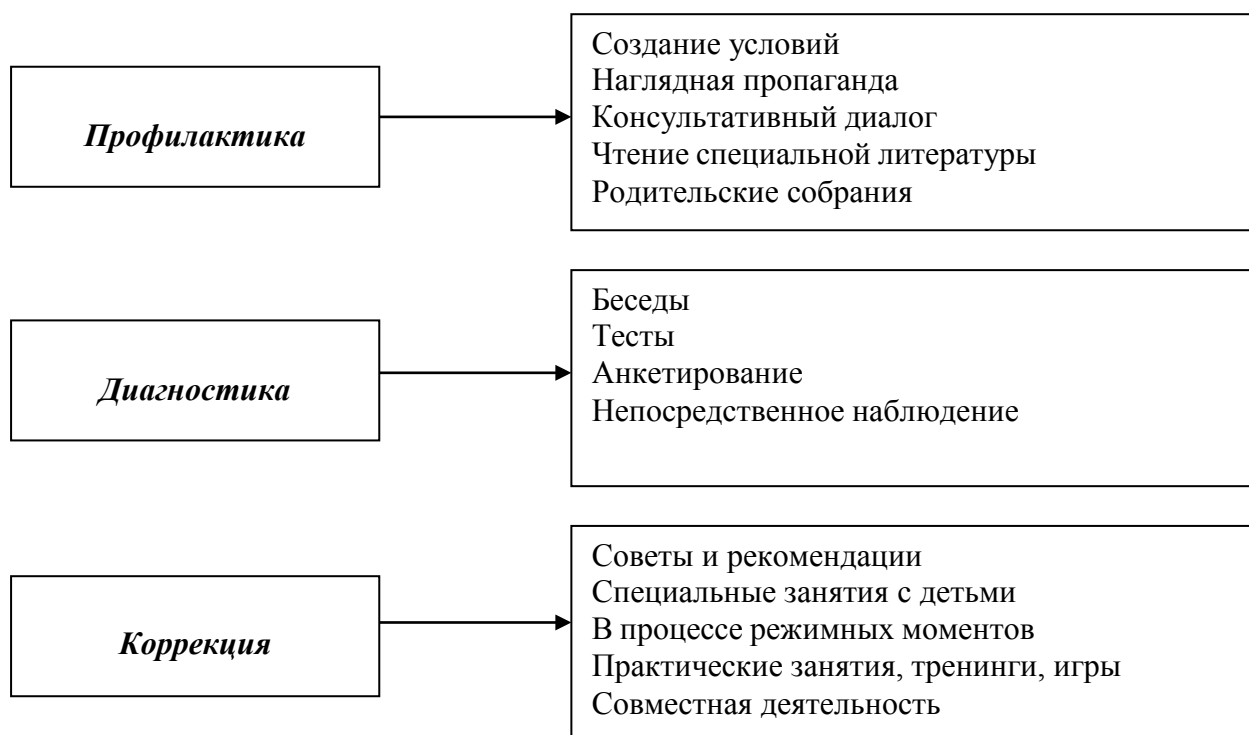 Профилактика
Создание условий
Наглядная пропаганда
Консультативный диалог
Чтение специальной литературы
Родительские собрания
Диагностика
Беседы
Тесты
Анкетирование
Непосредственное наблюдение
Коррекция
Советы и рекомендации
Специальные занятия с детьми
В процессе режимных моментов
Практические занятия, тренинги, игры
Совместная деятельность